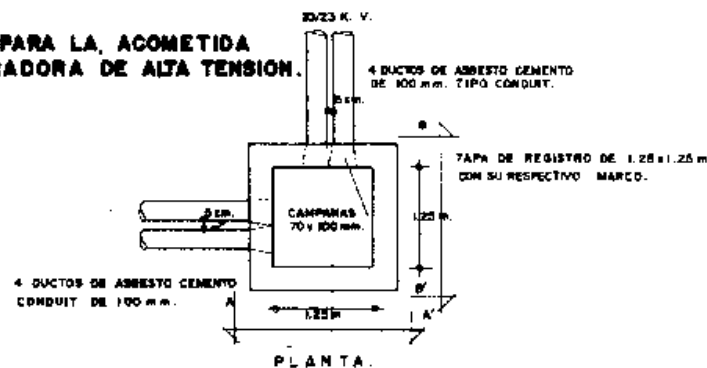 20/23 K. V.
PARA LA, ACOMETIDA
ADORA DE ALTA TENSION.
4 DUCTOS DE ASBESTO CEMENTO
DE 100 mm. TIPO CONDUIT.
5 cm.
B
TAPA DE REGISTRO DE 1.25 x 1.25 m
CON SU RESPECTIVO MARCO.
5 cm.
CAMPANAS
70 x 100 mm.
1.25 m.
4 DUCTOS DE ASBESTO CEMENTO
CONDUIT DE 100 mm.
A
1.25 m
B'
A'
PLANTA.